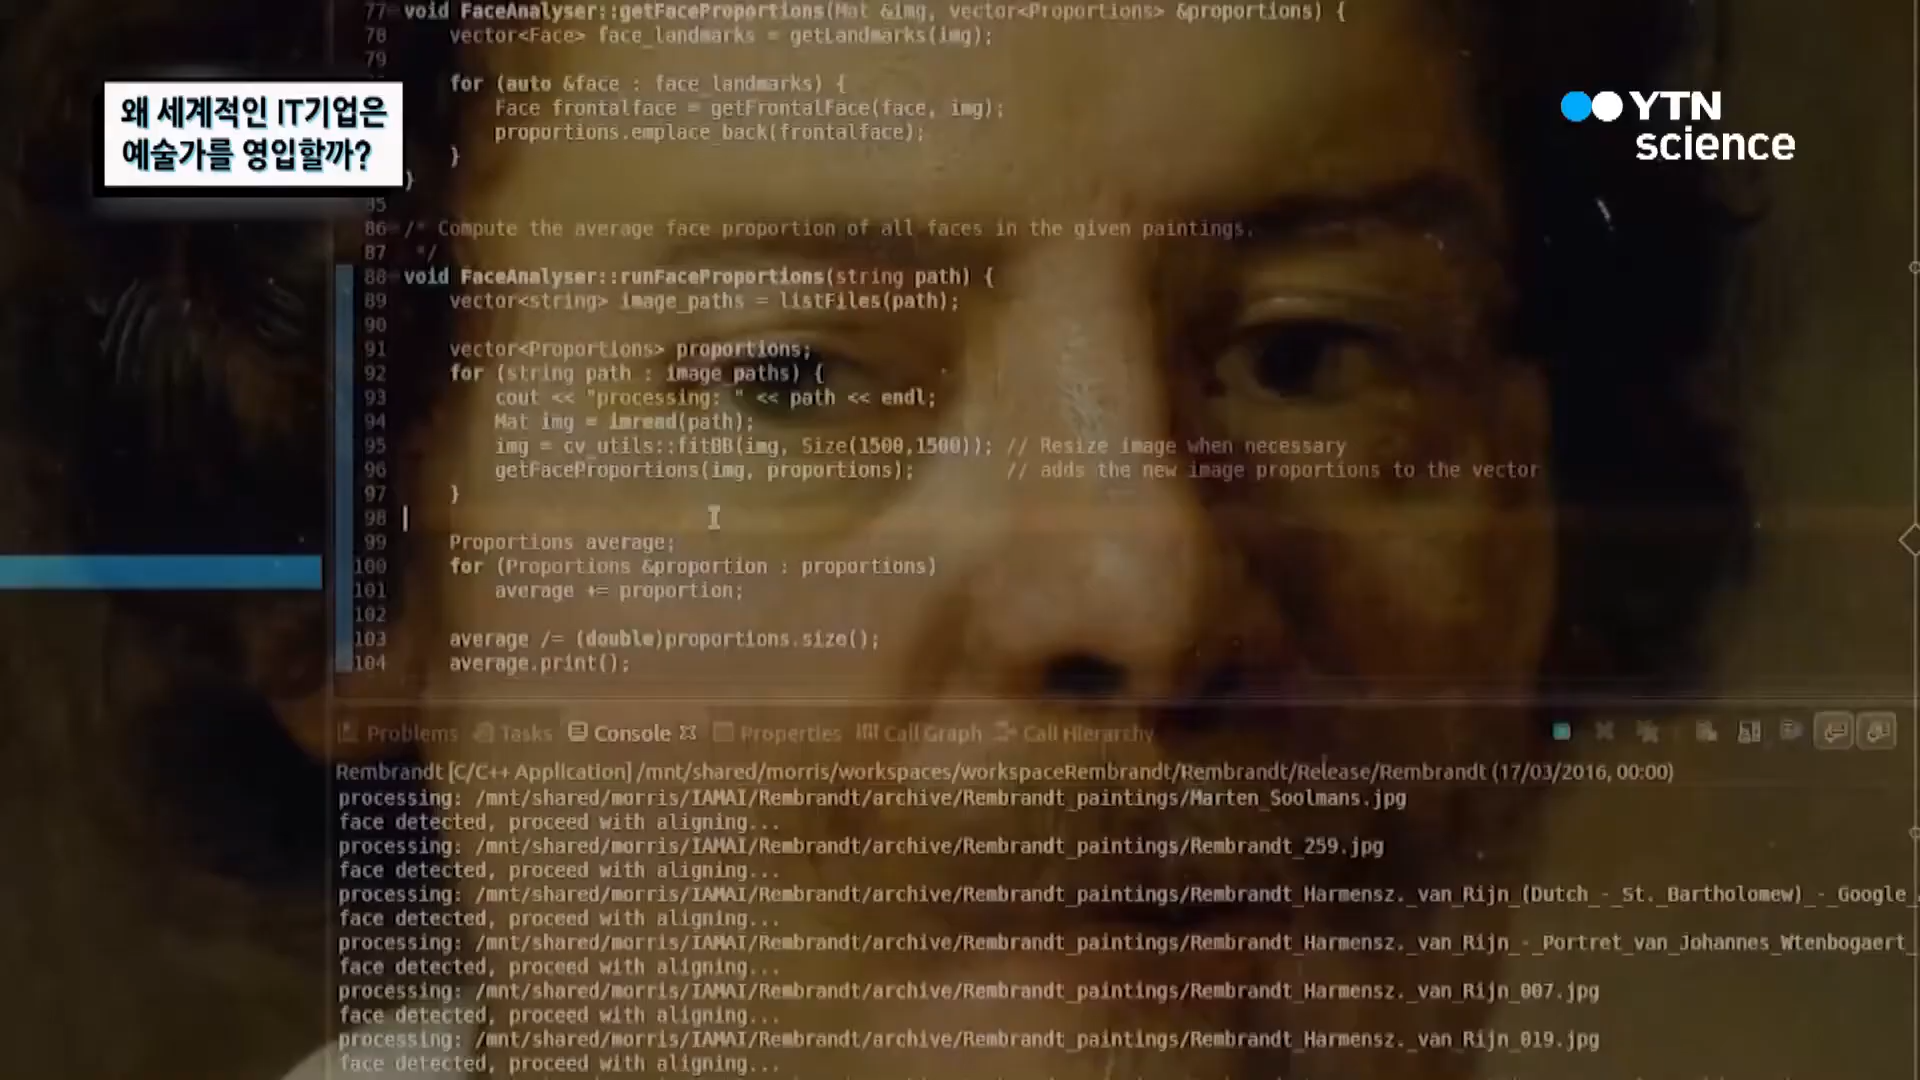 77 void FaceAnalyser::getFaceProportions(Mat &img, vector<Proportions> &proportions) {
78 vector<Face> face_landmarks = getLandmarks(img);
79
for (auto &face : face_landmarks) {
Face frontalface = getFrontalFace(face, img);
proportions.emplace_back(frontalface);
}
}
왜 세계적인 IT기업은
예술가를 영입할까?
YTN
science
85
86 /* Compute the average face proportion of all faces in the given paintings.
87 */
88 void FaceAnalyser::runFaceProportions(string path) {
89 vector<string> image_paths = listFiles(path);
90
91 vector<Proportions> proportions;
92 for (string path : image_paths) {
93 cout << "processing: " << path << endl;
94 Mat img = imread(path);
95 img = cv_utils::fitBB(img, Size(1500,1500)); // Resize image when necessary
96 getFaceProportions(img, proportions); // adds the new image proportions to the vector
97 }
98
99 Proportions average;
100 for (Proportions &proportion : proportions)
101 average += proportion;
102
103 average /= (double)proportions.size();
104 average.print();
Problems Tasks Console Properties Call Graph Call Hierarchy
Rembrandt [C/C++ Application] /mnt/shared/morris/workspaces/workspaceRembrandt/Rembrandt/Release/Rembrandt (17/03/2016, 00:00)
processing: /mnt/shared/morris/IAMAI/Rembrandt/archive/Rembrandt_paintings/Marten_Soolmans.jpg
face detected, proceed with aligning...
processing: /mnt/shared/morris/IAMAI/Rembrandt/archive/Rembrandt_paintings/Rembrandt_259.jpg
face detected, proceed with aligning...
processing: /mnt/shared/morris/IAMAI/Rembrandt/archive/Rembrandt_paintings/Rembrandt_Harmensz._van_Rijn_(Dutch_-_St._Bartholomew)_-_Google_
face detected, proceed with aligning...
processing: /mnt/shared/morris/IAMAI/Rembrandt/archive/Rembrandt_paintings/Rembrandt_Harmensz._van_Rijn_-_Portret_van_Johannes_Wtenbogaert_
face detected, proceed with aligning...
processing: /mnt/shared/morris/IAMAI/Rembrandt/archive/Rembrandt_paintings/Rembrandt_Harmensz._van_Rijn_007.jpg
face detected, proceed with aligning...
processing: /mnt/shared/morris/IAMAI/Rembrandt/archive/Rembrandt_paintings/Rembrandt_Harmensz._van_Rijn_019.jpg
face detected, proceed with aligning...